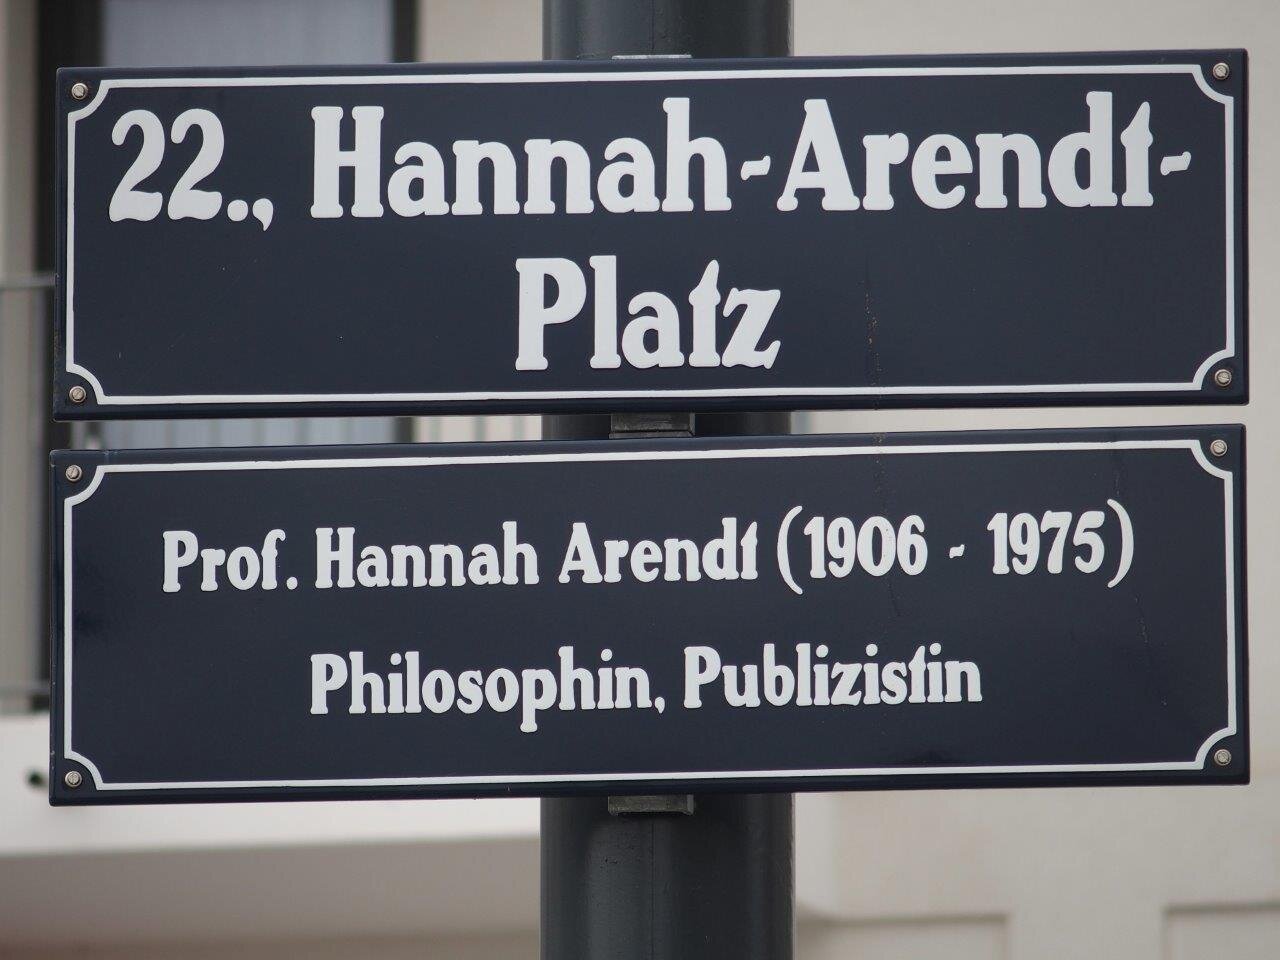 22., Hannah-Arendt-
Platz
Prof. Hannah Arendt (1906 - 1975)
Philosophin, Publizistin